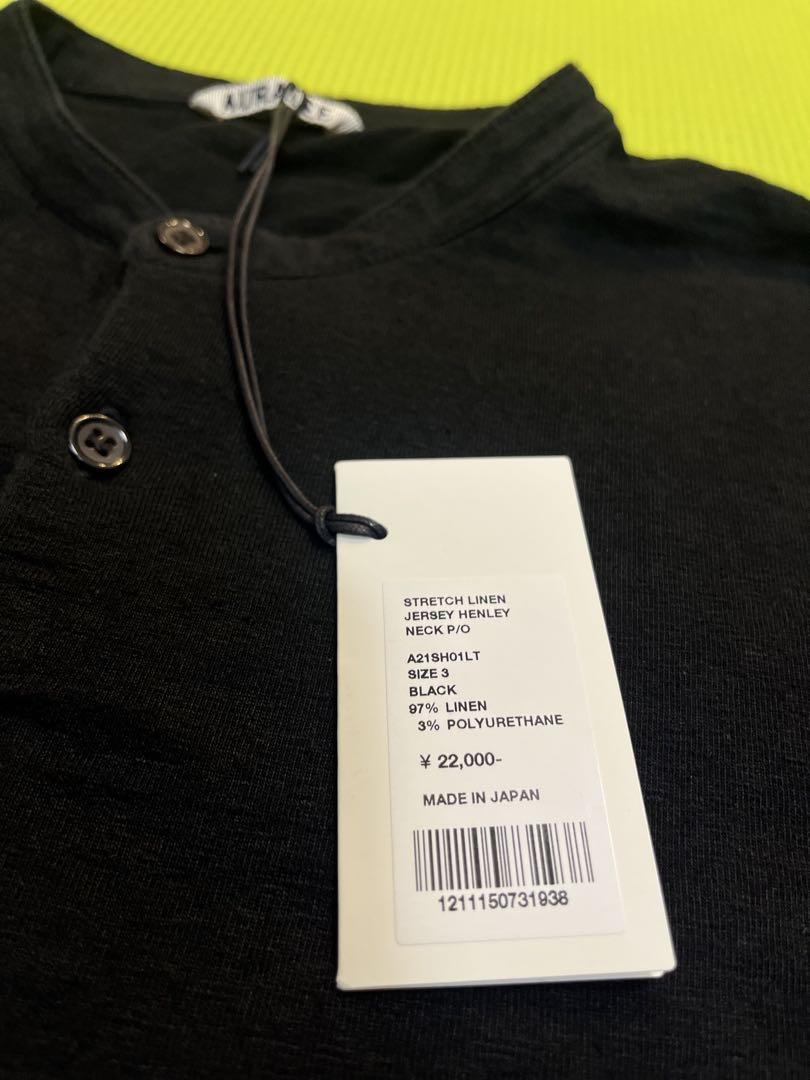 STRETCH LINEN
JERSEY HENLEY
NECK P/O
A21SH01LT
SIZE 3
BLACK
97% LINEN
3% POLYURETHANE
¥ 22,000-
MADE IN JAPAN
1211150731938